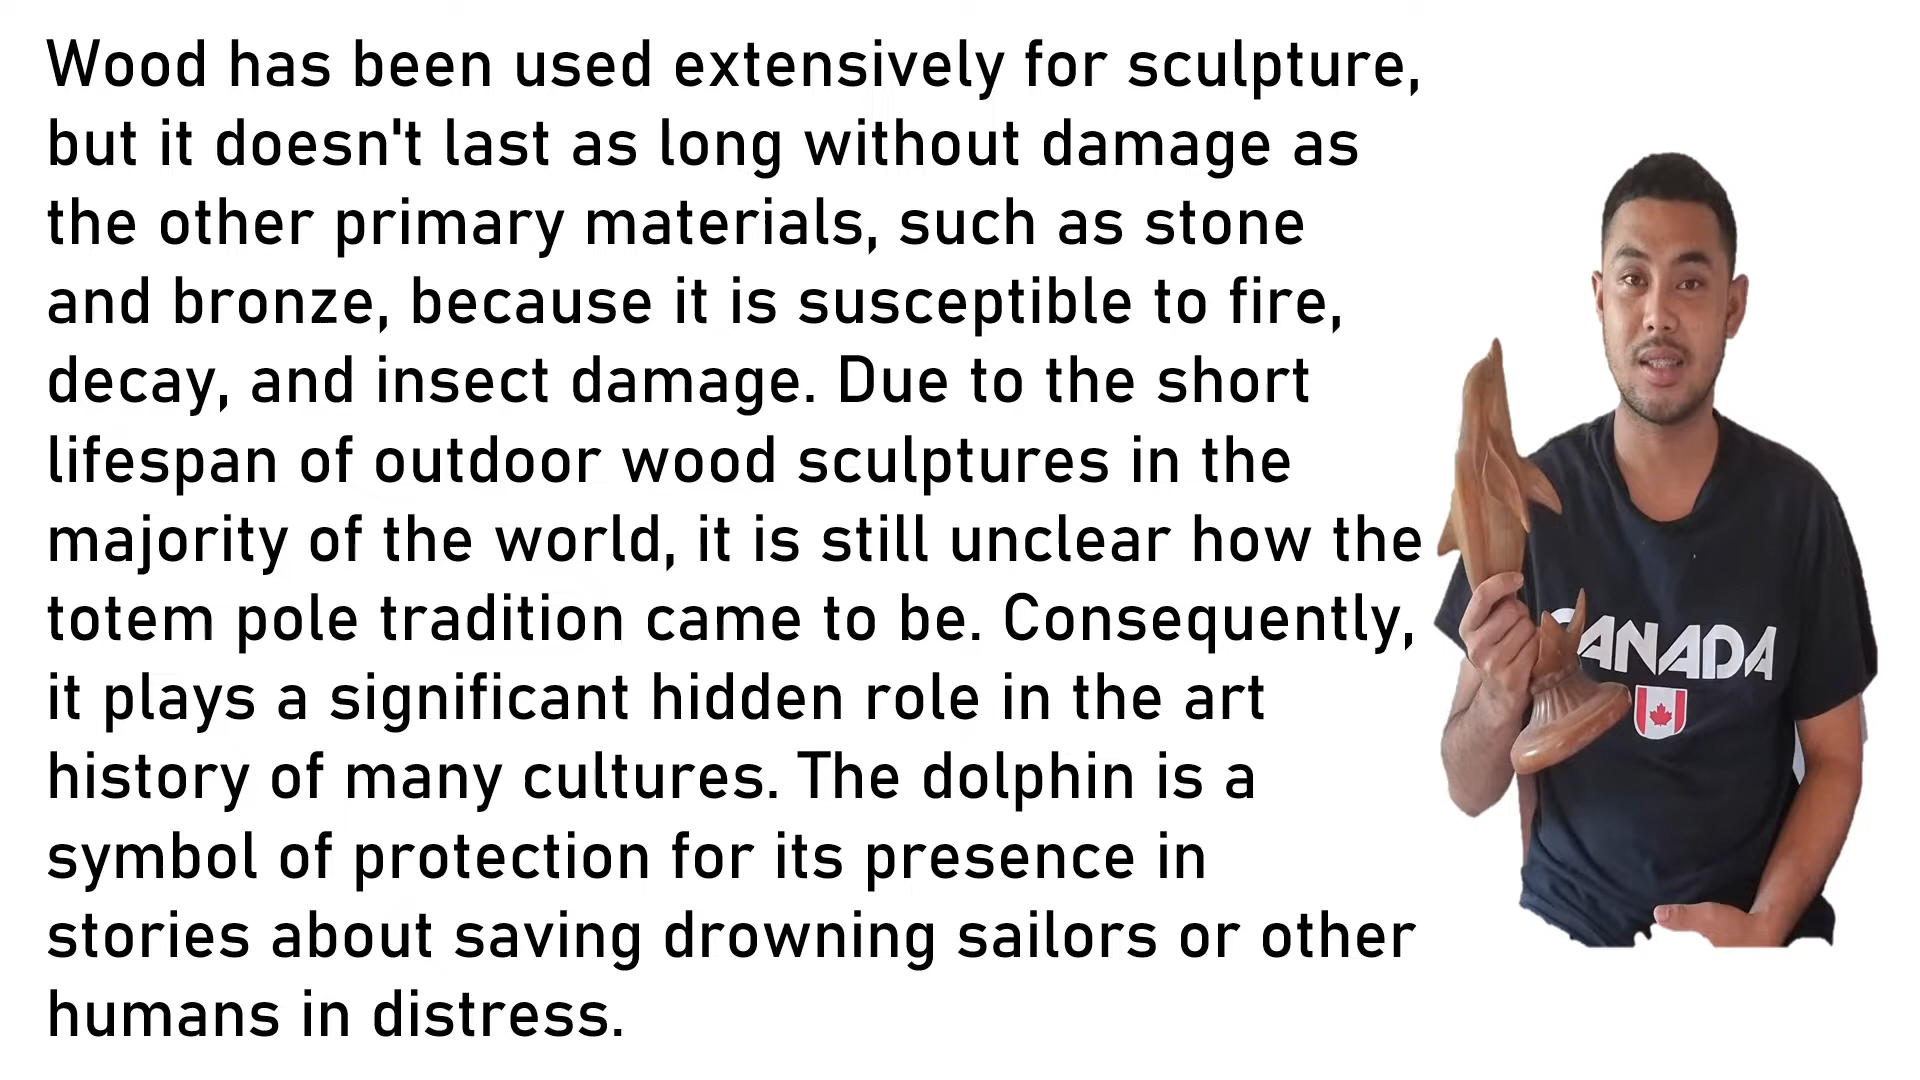 Wood has been used extensively for sculpture,
but it doesn't last as long without damage as
the other primary materials, such as stone
and bronze, because it is susceptible to fire,
decay, and insect damage. Due to the short
lifespan of outdoor wood sculptures in the
majority of the world, it is still unclear how the
totem pole tradition came to be. Consequently,
it plays a significant hidden role in the art
history of many cultures. The dolphin is a
symbol of protection for its presence in
stories about saving drowning sailors or other
humans in distress.
CANADA